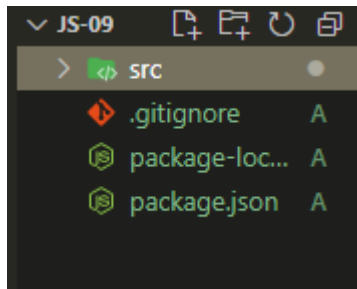 JS-09
src
.gitignore A
package-loc... A
package.json A